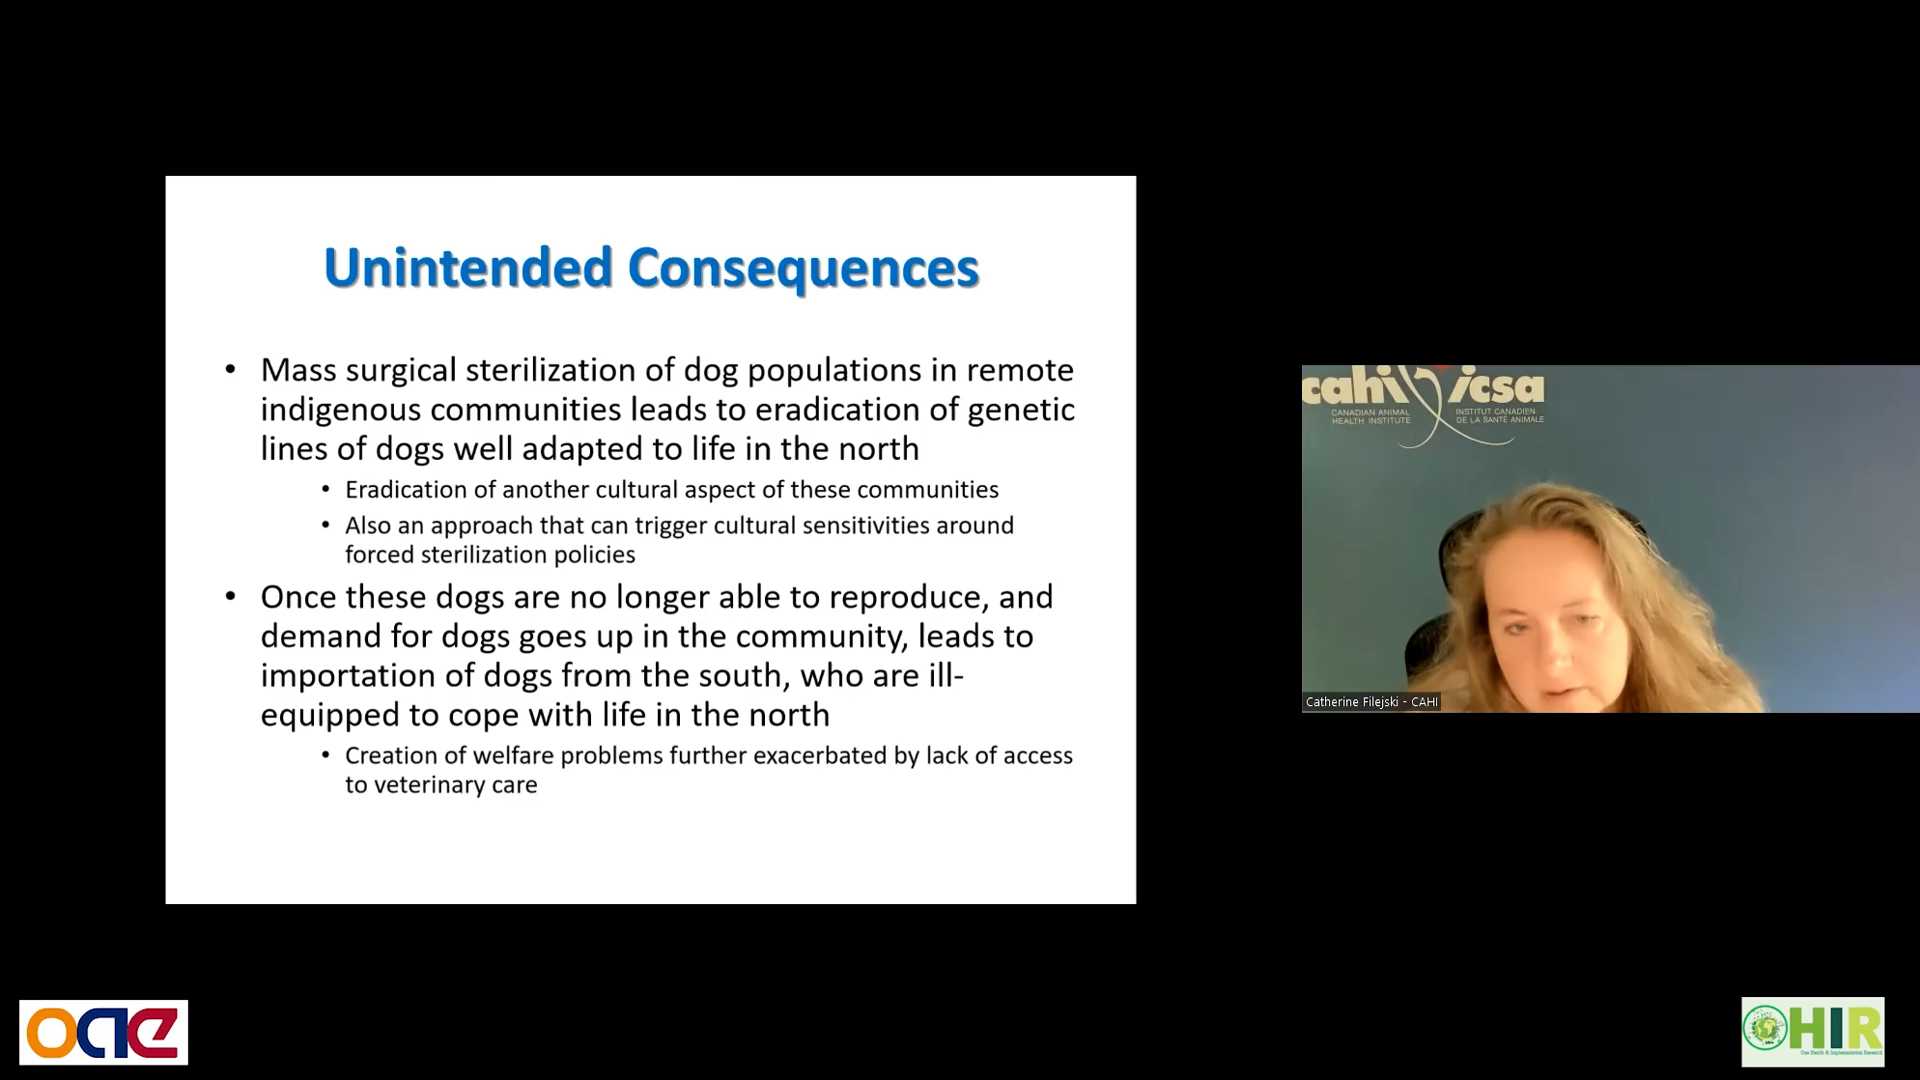 Unintended Consequences
• Mass surgical sterilization of dog populations in remote
indigenous communities leads to eradication of genetic
lines of dogs well adapted to life in the north
• Eradication of another cultural aspect of these communities
• Also an approach that can trigger cultural sensitivities around
forced sterilization policies
• Once these dogs are no longer able to reproduce, and
demand for dogs goes up in the community, leads to
importation of dogs from the south, who are ill-
equipped to cope with life in the north
• Creation of welfare problems further exacerbated by lack of access
to veterinary care
cahi icsa
CANADIAN ANIMAL
HEALTH INSTITUTE
INSTITUT CANADIEN
DE LA SANTÉ ANIMALE
Catherine Filejski - CAHI
oae
OHIR
One Health & Implementation Research